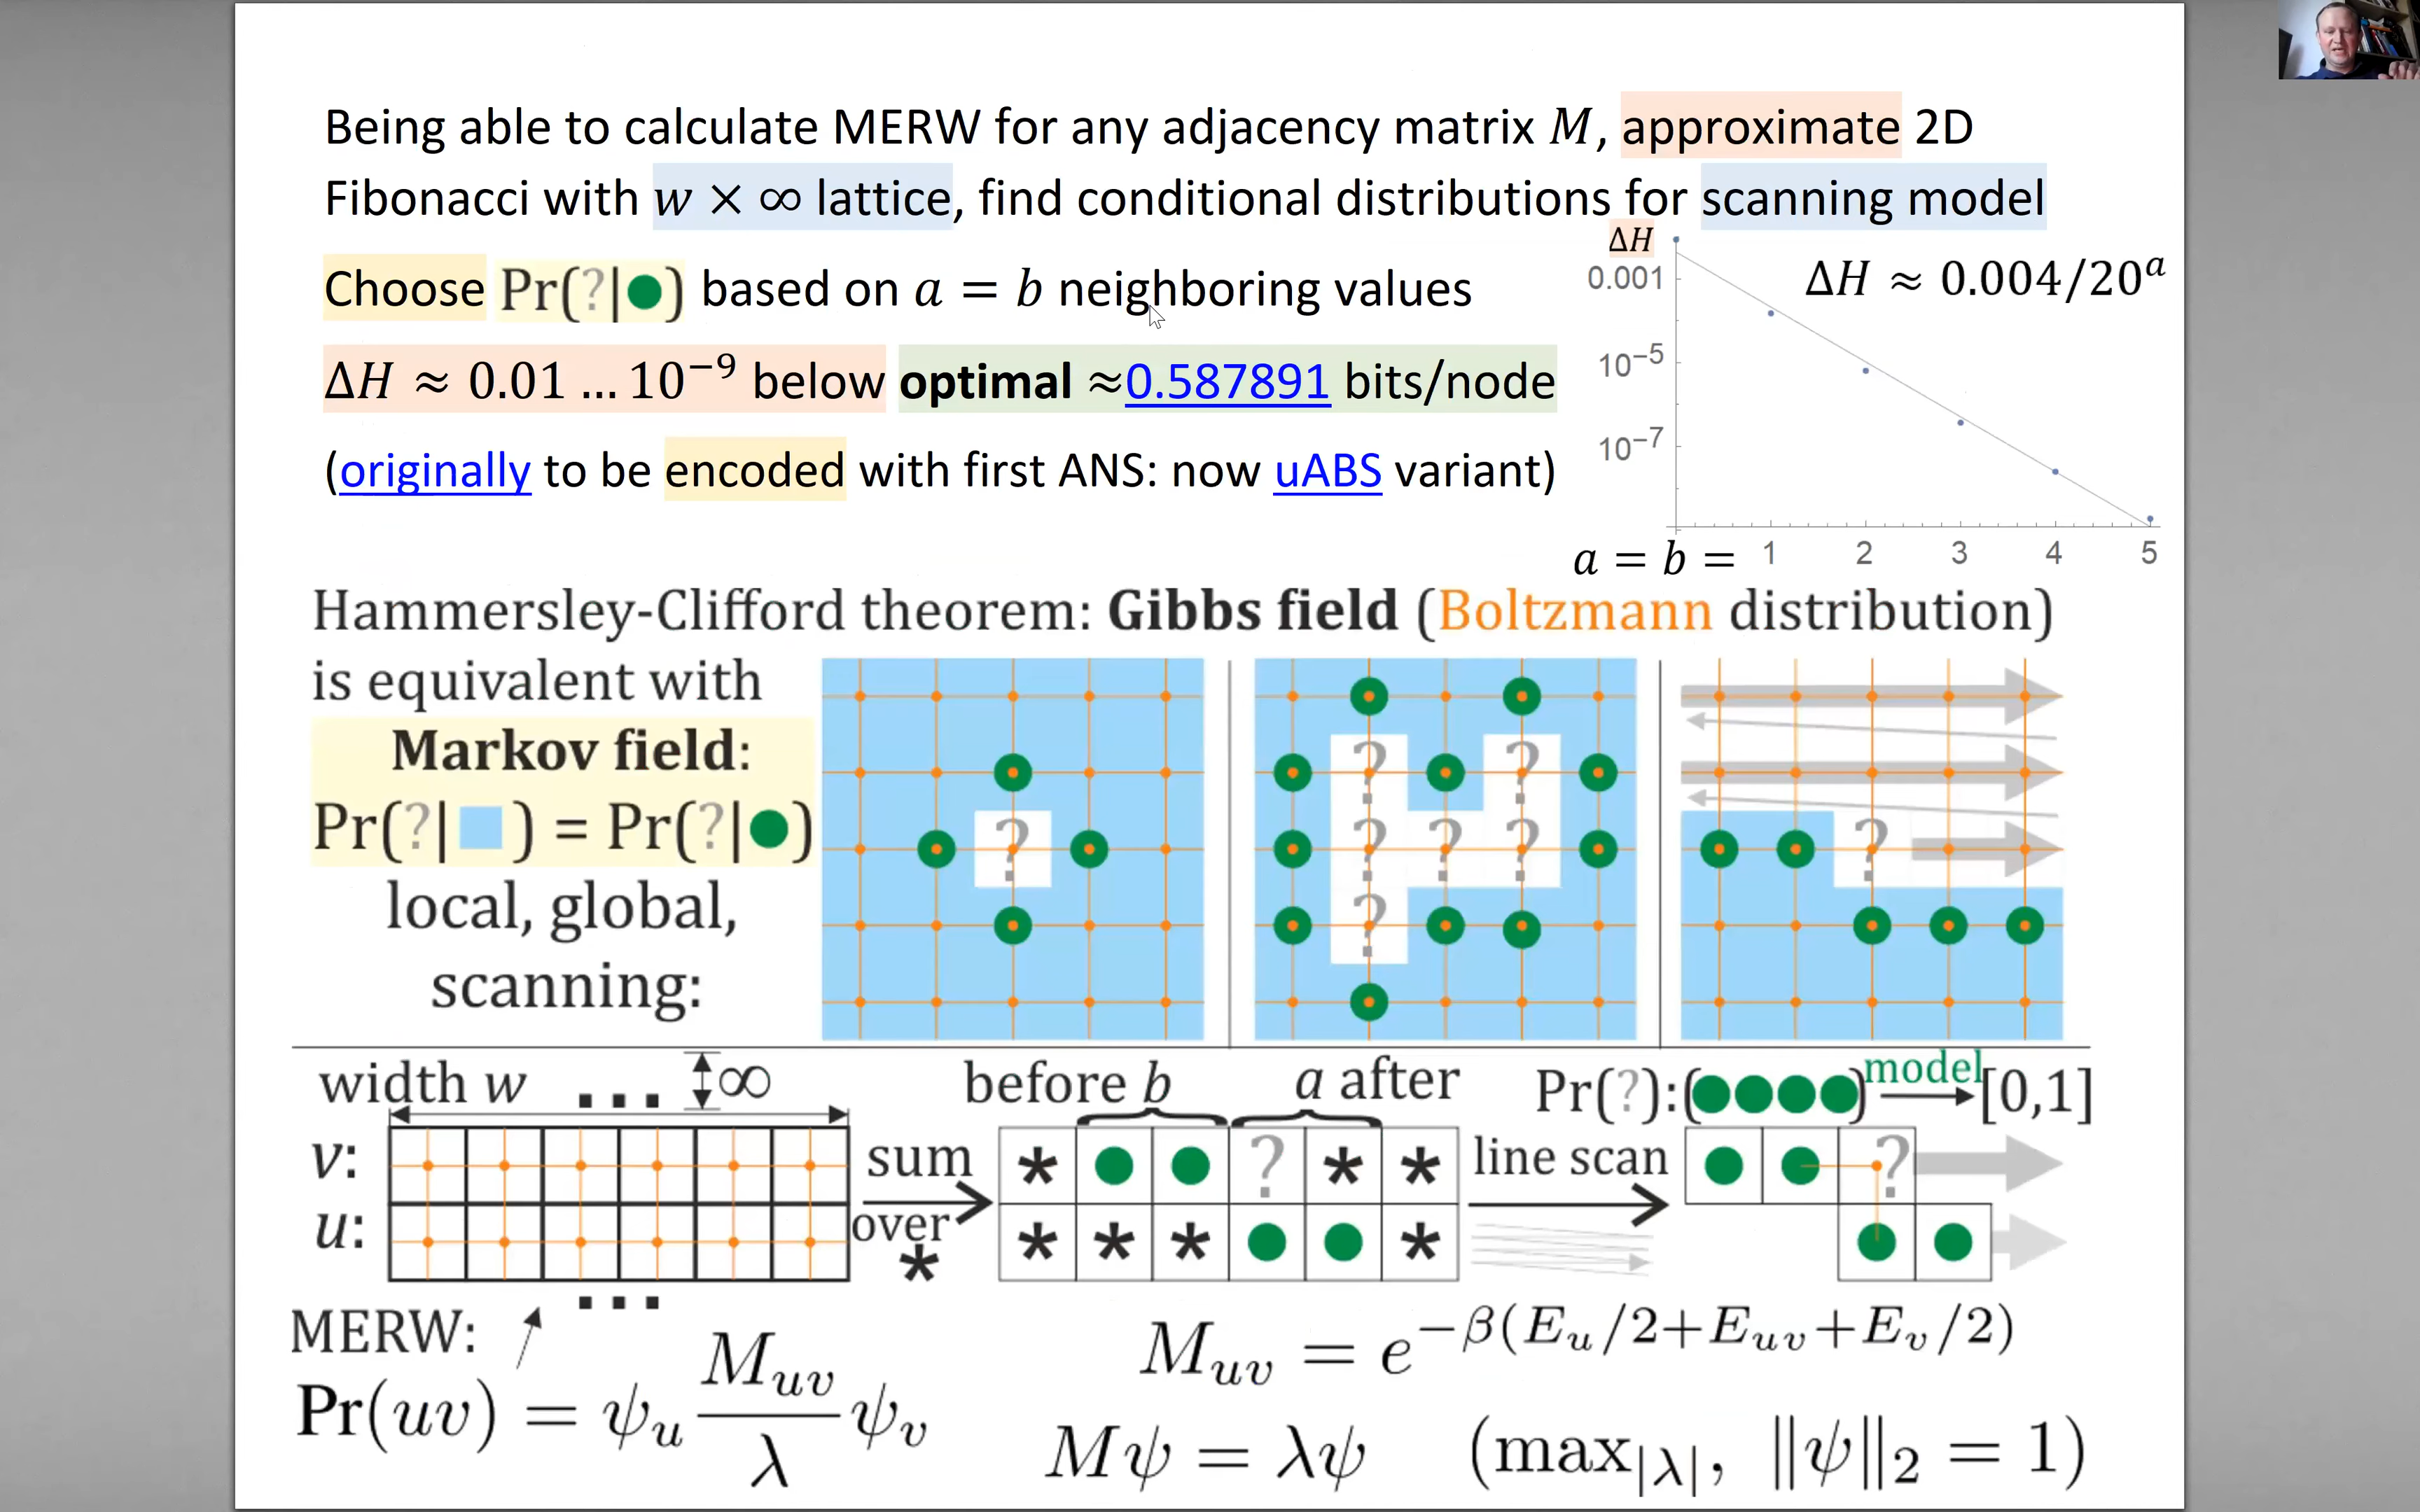 Being able to calculate MERW for any adjacency matrix M, approximate 2D
Fibonacci with w × ∞ lattice, find conditional distributions for scanning model
Choose Pr(?|●) based on a = b neighboring values
ΔH ≈ 0.01 … 10⁻⁹ below optimal ≈0.587891 bits/node
(originally to be encoded with first ANS: now uABS variant)
ΔH
0.001
10⁻⁵
10⁻⁷
ΔH ≈ 0.004/20ᵃ
a = b = 1 2 3 4 5
Hammersley-Clifford theorem: Gibbs field (Boltzmann distribution)
is equivalent with
Markov field:
Pr(?|■) = Pr(?|●)
local, global,
scanning:
?
? ?
? ? ?
?
?
width w ... ↕∞
v:
u:
...
sum
over
*
before b a after
* ● ● ? * *
* * * ● ● *
line scan
Pr(?):(●●●●) model → [0,1]
● ● ?
● ●
MERW:
Pr(uv) = ψ_u M_uv/λ ψ_v
M_uv = e^{−β(E_u/2+E_uv+E_v/2)}
Mψ = λψ (max_|λ|, ‖ψ‖₂ = 1)